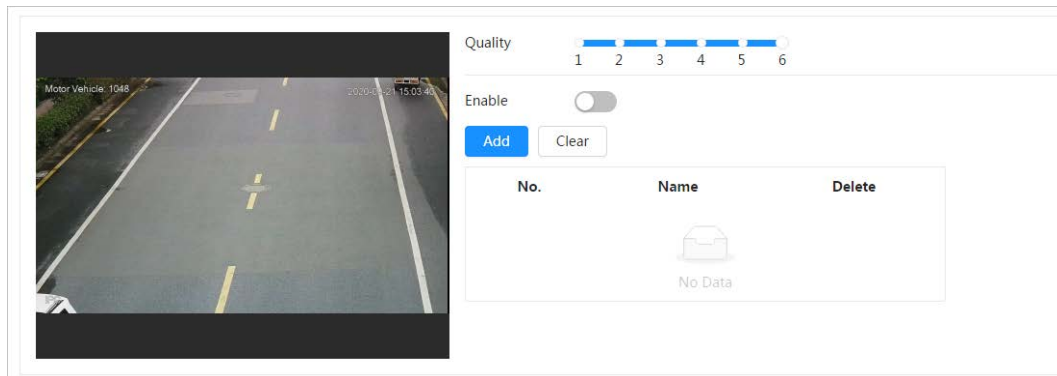 Motor Vehicle: 1048
Quality
1 2 3 4 5 6
Enable
Add Clear
No. Name Delete
No Data